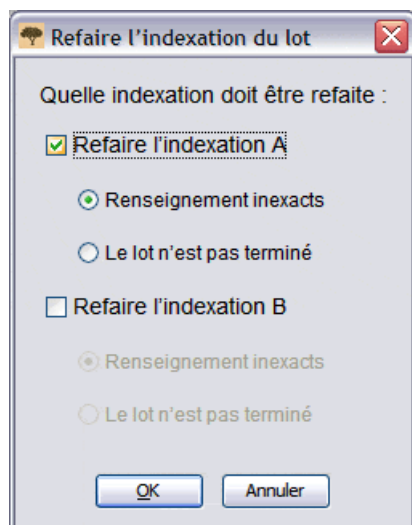 Refaire l'indexation du lot
Quelle indexation doit être refaite :
Refaire l'indexation A
Renseignement inexacts
Le lot n'est pas terminé
Refaire l'indexation B
Renseignement inexacts
Le lot n'est pas terminé
OK
Annuler